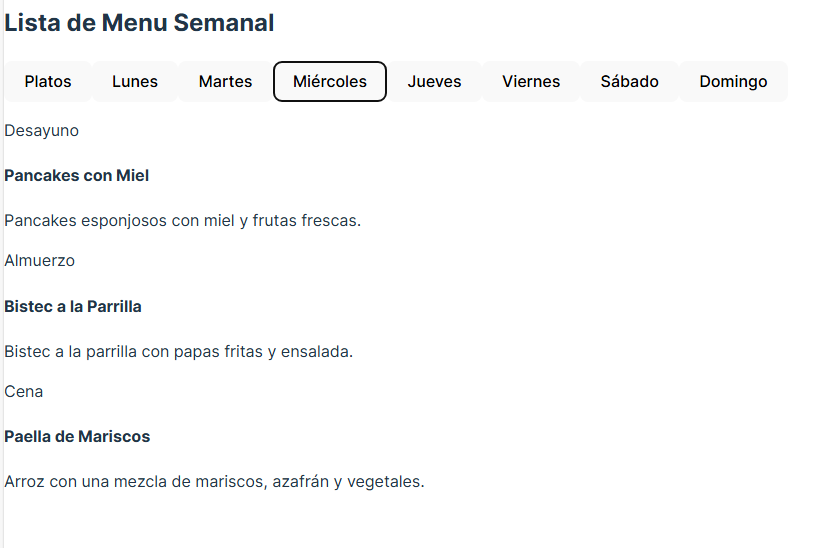 Lista de Menu Semanal
Platos Lunes Martes Miércoles Jueves Viernes Sábado Domingo
Desayuno
Pancakes con Miel
Pancakes esponjosos con miel y frutas frescas.
Almuerzo
Bistec a la Parrilla
Bistec a la parrilla con papas fritas y ensalada.
Cena
Paella de Mariscos
Arroz con una mezcla de mariscos, azafrán y vegetales.